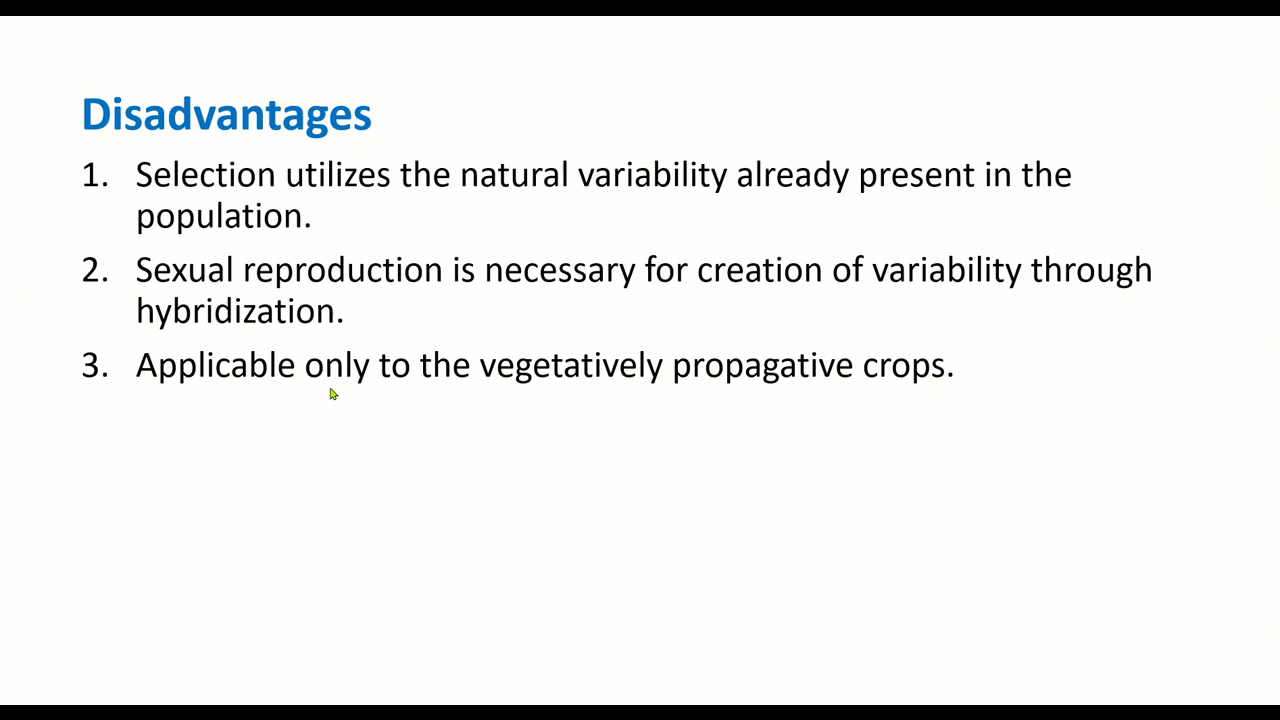 Disadvantages
1. Selection utilizes the natural variability already present in the
population.
2. Sexual reproduction is necessary for creation of variability through
hybridization.
3. Applicable only to the vegetatively propagative crops.